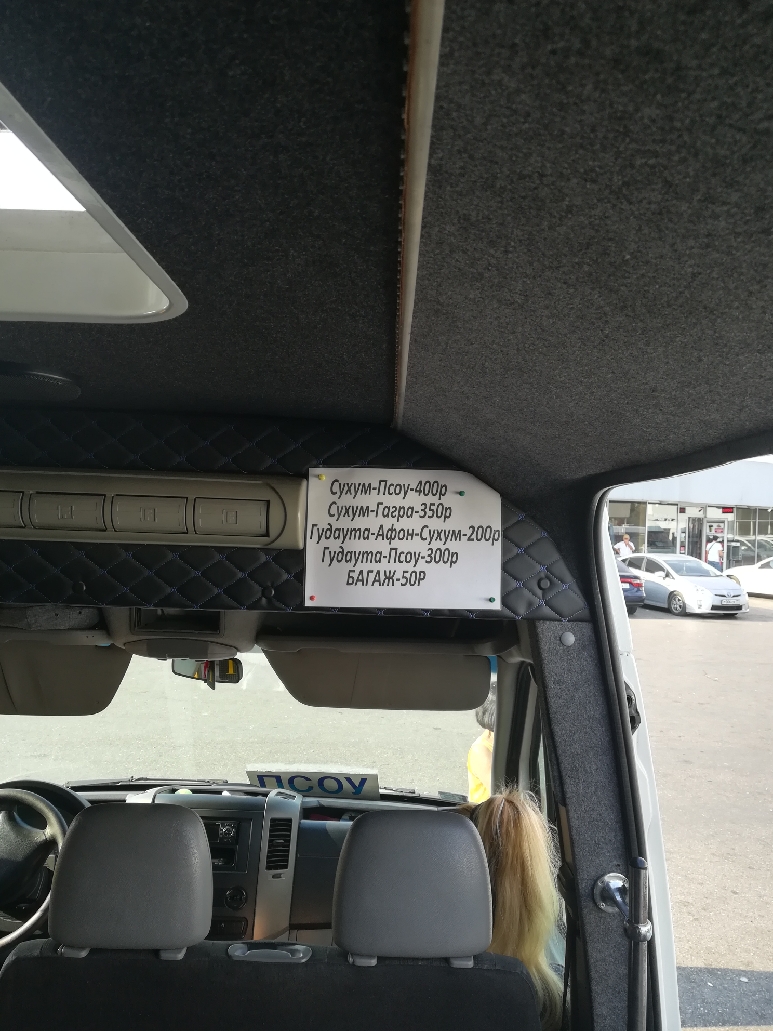 Сухум-Псоу-400р
Сухум-Гагра-350р
Гудаута-Афон-Сухум-200р
Гудаута-Псоу-300р
БАГАЖ-50Р
ПСОУ